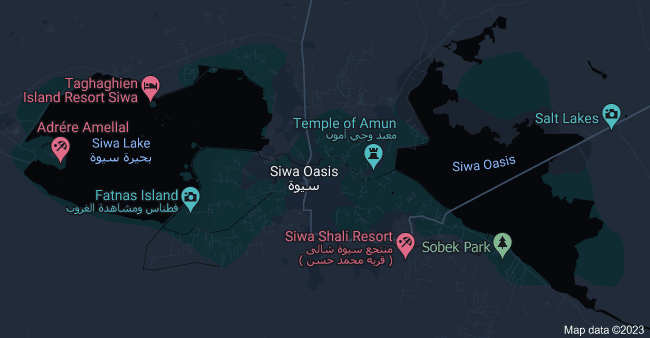 Taghaghien
Island Resort Siwa
Adrére Amellal
Siwa Lake
بحيرة سيوة
Fatnas Island
فطناس ومشاهدة الغروب
Siwa Oasis
سيوة
Temple of Amun
معبد وحي آمون
Salt Lakes
Siwa Oasis
Siwa Shali Resort
منتجع سيوة شالي
( قرية محمد حسن )
Sobek Park
Map data ©2023